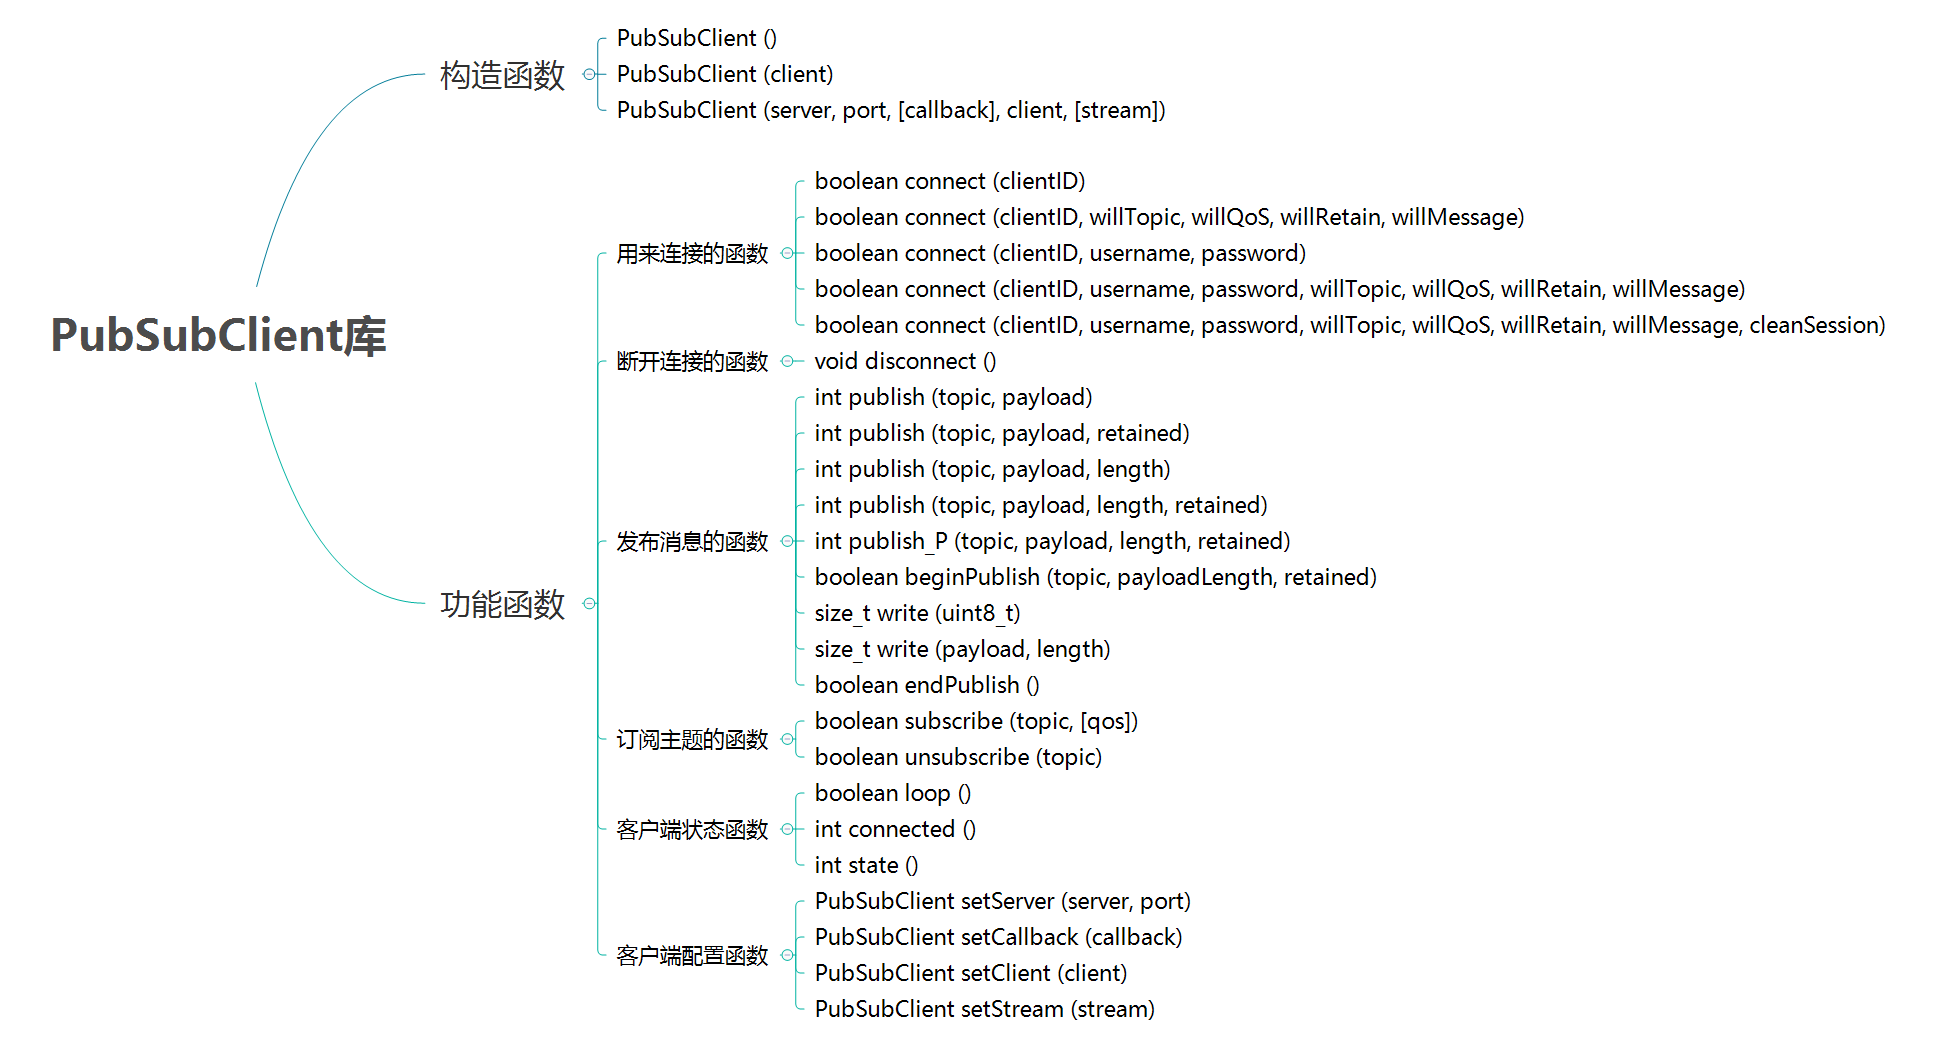 PubSubClient库
构造函数
PubSubClient ()
PubSubClient (client)
PubSubClient (server, port, [callback], client, [stream])
功能函数
用来连接的函数
boolean connect (clientID)
boolean connect (clientID, willTopic, willQoS, willRetain, willMessage)
boolean connect (clientID, username, password)
boolean connect (clientID, username, password, willTopic, willQoS, willRetain, willMessage)
boolean connect (clientID, username, password, willTopic, willQoS, willRetain, willMessage, cleanSession)
断开连接的函数
void disconnect ()
发布消息的函数
int publish (topic, payload)
int publish (topic, payload, retained)
int publish (topic, payload, length)
int publish (topic, payload, length, retained)
int publish_P (topic, payload, length, retained)
boolean beginPublish (topic, payloadLength, retained)
size_t write (uint8_t)
size_t write (payload, length)
boolean endPublish ()
订阅主题的函数
boolean subscribe (topic, [qos])
boolean unsubscribe (topic)
客户端状态函数
boolean loop ()
int connected ()
int state ()
客户端配置函数
PubSubClient setServer (server, port)
PubSubClient setCallback (callback)
PubSubClient setClient (client)
PubSubClient setStream (stream)